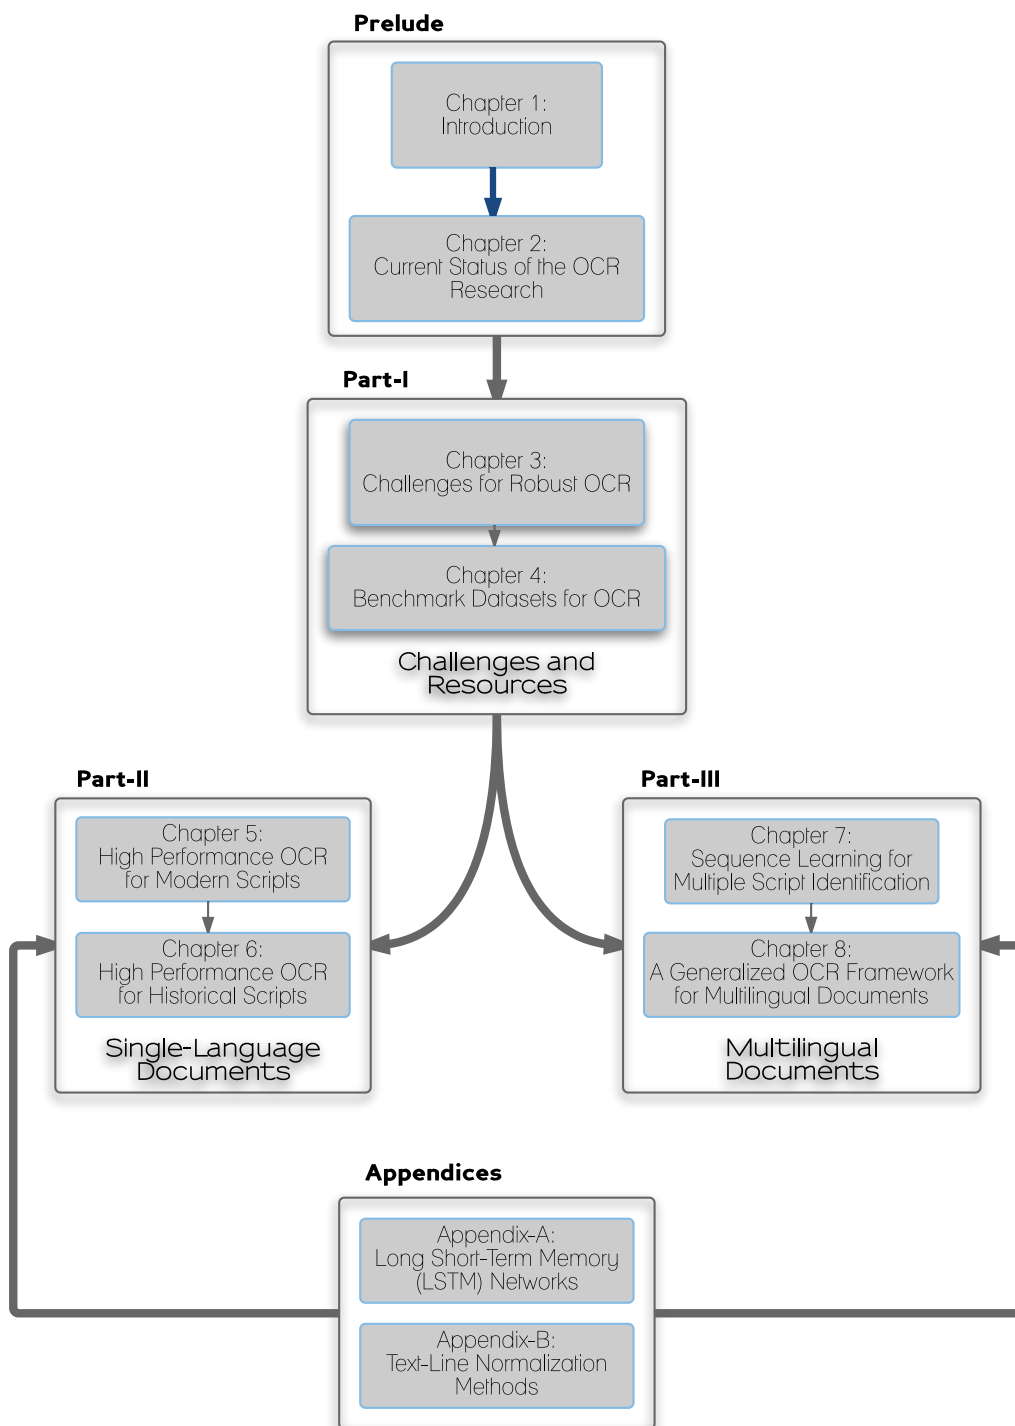 Prelude
Chapter 1:
Introduction
Chapter 2:
Current Status of the OCR
Research
Part-I
Chapter 3:
Challenges for Robust OCR
Chapter 4:
Benchmark Datasets for OCR
Challenges and
Resources
Part-II
Chapter 5:
High Performance OCR
for Modern Scripts
Chapter 6:
High Performance OCR
for Historical Scripts
Single-Language
Documents
Part-III
Chapter 7:
Sequence Learning for
Multiple Script Identification
Chapter 8:
A Generalized OCR Framework
for Multilingual Documents
Multilingual
Documents
Appendices
Appendix-A:
Long Short-Term Memory
(LSTM) Networks
Appendix-B:
Text-Line Normalization
Methods